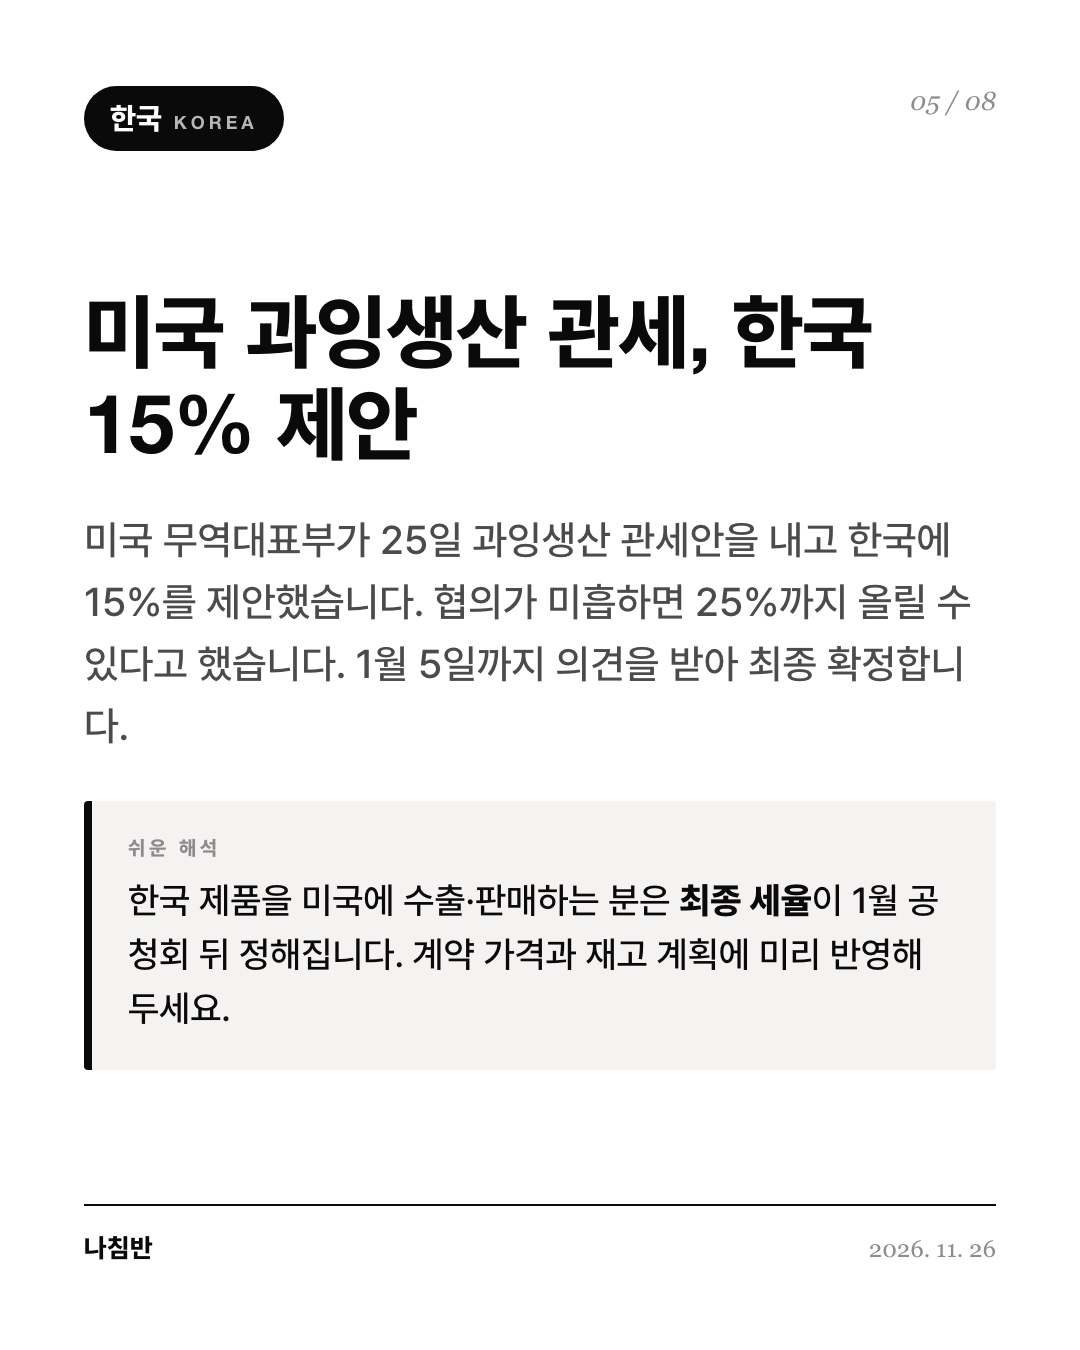 한국 KOREA
05 / 08
미국 과잉생산 관세, 한국
15% 제안
미국 무역대표부가 25일 과잉생산 관세안을 내고 한국에
15%를 제안했습니다. 협의가 미흡하면 25%까지 올릴 수
있다고 했습니다. 1월 5일까지 의견을 받아 최종 확정합니
다.
쉬운 해석
한국 제품을 미국에 수출·판매하는 분은 최종 세율이 1월 공
청회 뒤 정해집니다. 계약 가격과 재고 계획에 미리 반영해
두세요.
나침반
2026. 11. 26